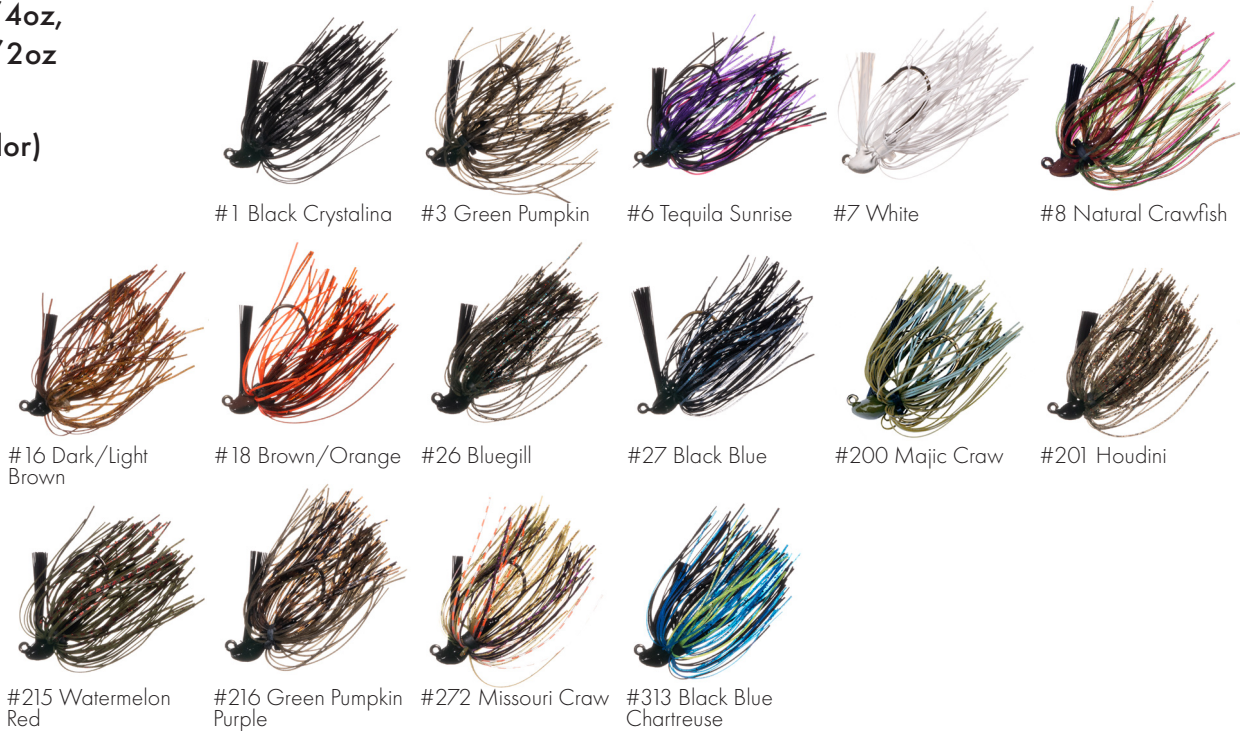 /4oz,
/2oz
lor)
#1 Black Crystalina
#3 Green Pumpkin
#6 Tequila Sunrise
#7 White
#8 Natural Crawfish
#16 Dark/Light
Brown
#18 Brown/Orange
#26 Bluegill
#27 Black Blue
#200 Majic Craw
#201 Houdini
#215 Watermelon
Red
#216 Green Pumpkin
Purple
#272 Missouri Craw
#313 Black Blue
Chartreuse